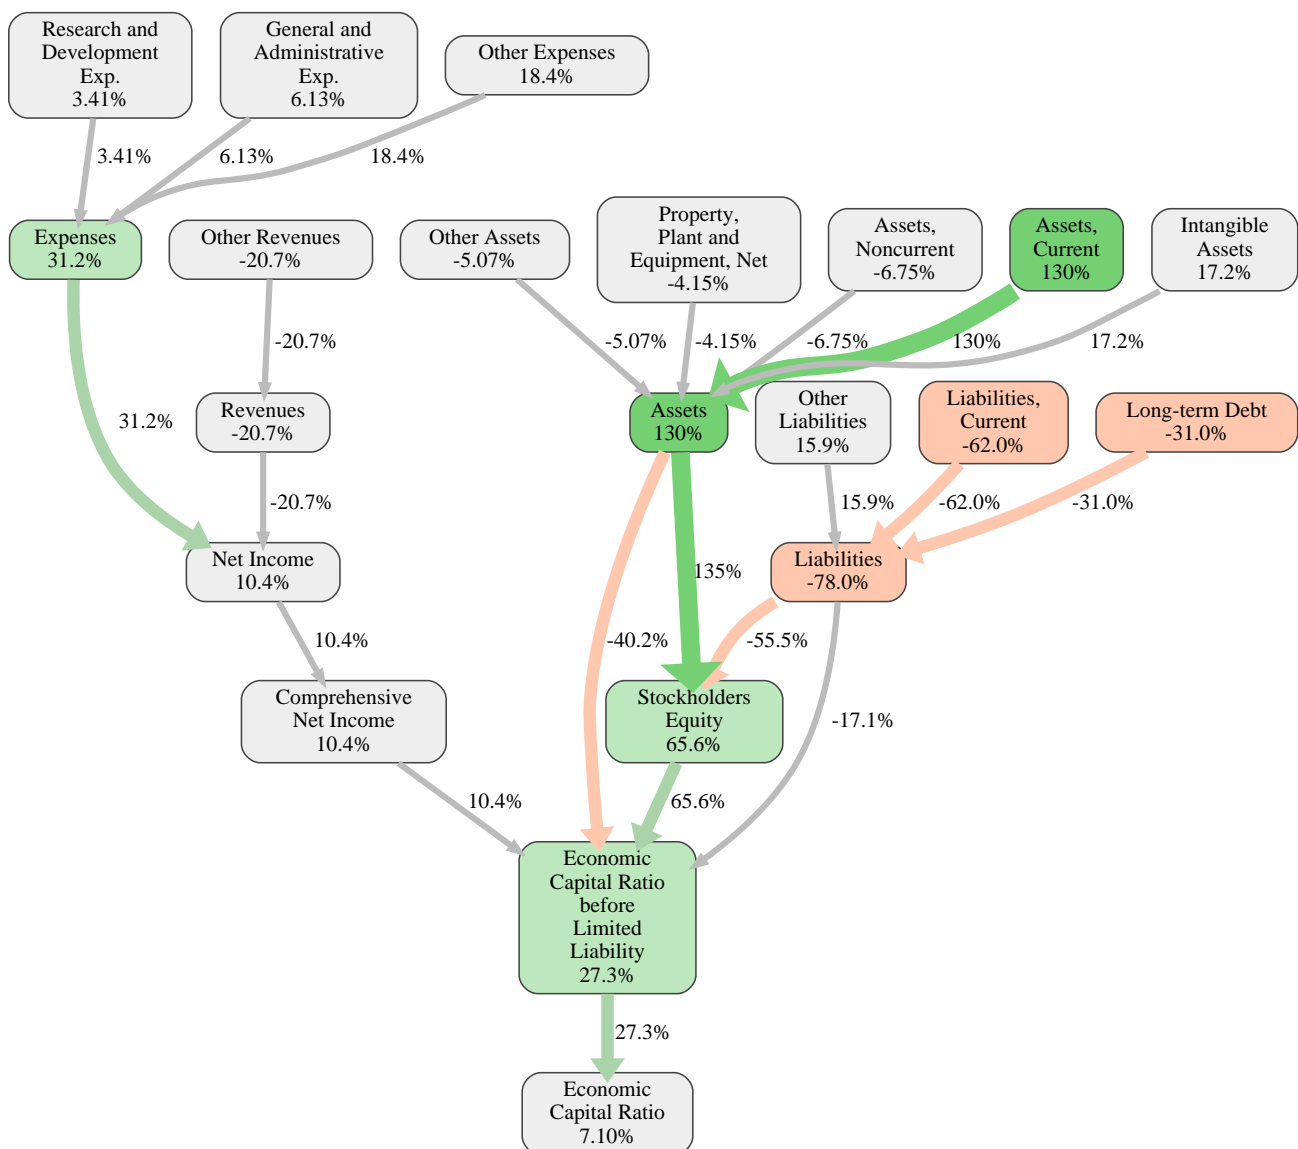 Research and
Development
Exp.
3.41%
General and
Administrative
Exp.
6.13%
Other Expenses
18.4%
3.41%
6.13%
18.4%
Expenses
31.2%
Other Revenues
-20.7%
Other Assets
-5.07%
Property,
Plant and
Equipment, Net
-4.15%
Assets,
Noncurrent
-6.75%
Assets,
Current
130%
Intangible
Assets
17.2%
-20.7%
-5.07%
-4.15%
-6.75%
130%
17.2%
31.2%
Revenues
-20.7%
Assets
130%
Other
Liabilities
15.9%
Liabilities,
Current
-62.0%
Long-term Debt
-31.0%
-20.7%
15.9%
-62.0%
-31.0%
Net Income
10.4%
135%
Liabilities
-78.0%
10.4%
-40.2%
-55.5%
Comprehensive
Net Income
10.4%
Stockholders
Equity
65.6%
-17.1%
10.4%
65.6%
Economic
Capital Ratio
before
Limited
Liability
27.3%
27.3%
Economic
Capital Ratio
7.10%